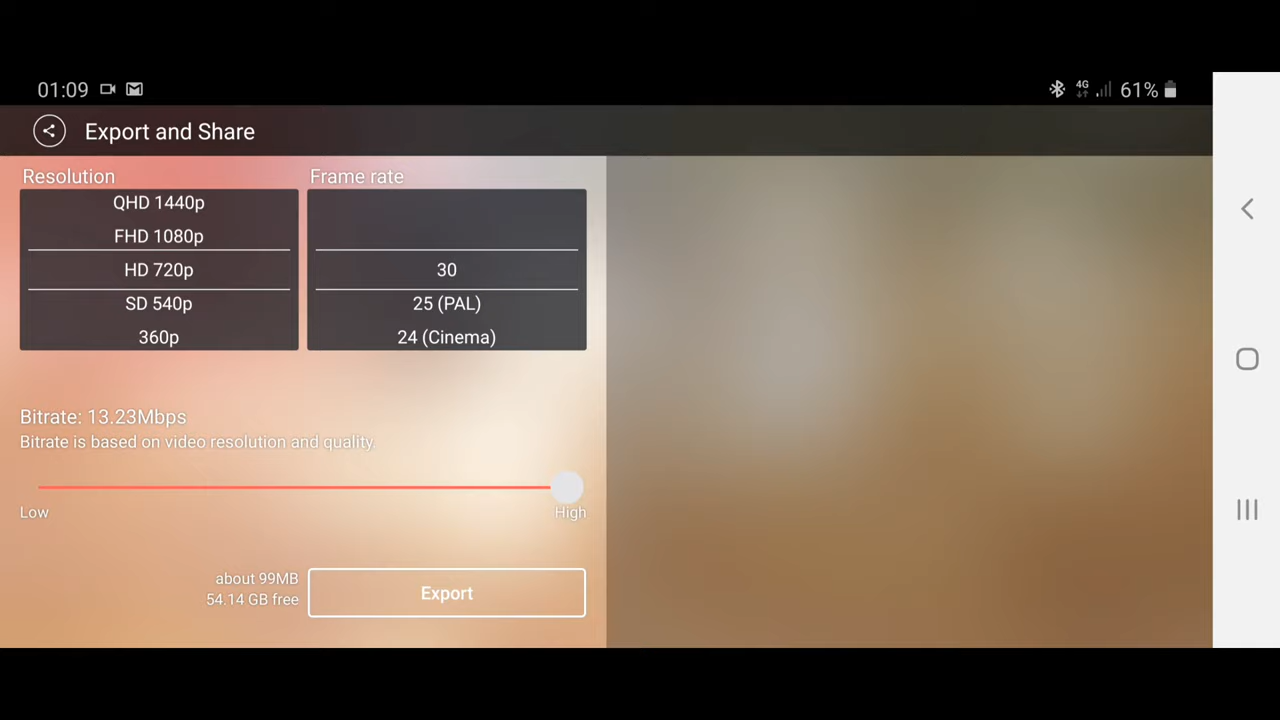 01:09
4G
61%
Export and Share
Resolution
Frame rate
QHD 1440p
FHD 1080p
HD 720p
SD 540p
360p
30
25 (PAL)
24 (Cinema)
Bitrate: 13.23Mbps
Bitrate is based on video resolution and quality.
Low
High
about 99MB
54.14 GB free
Export